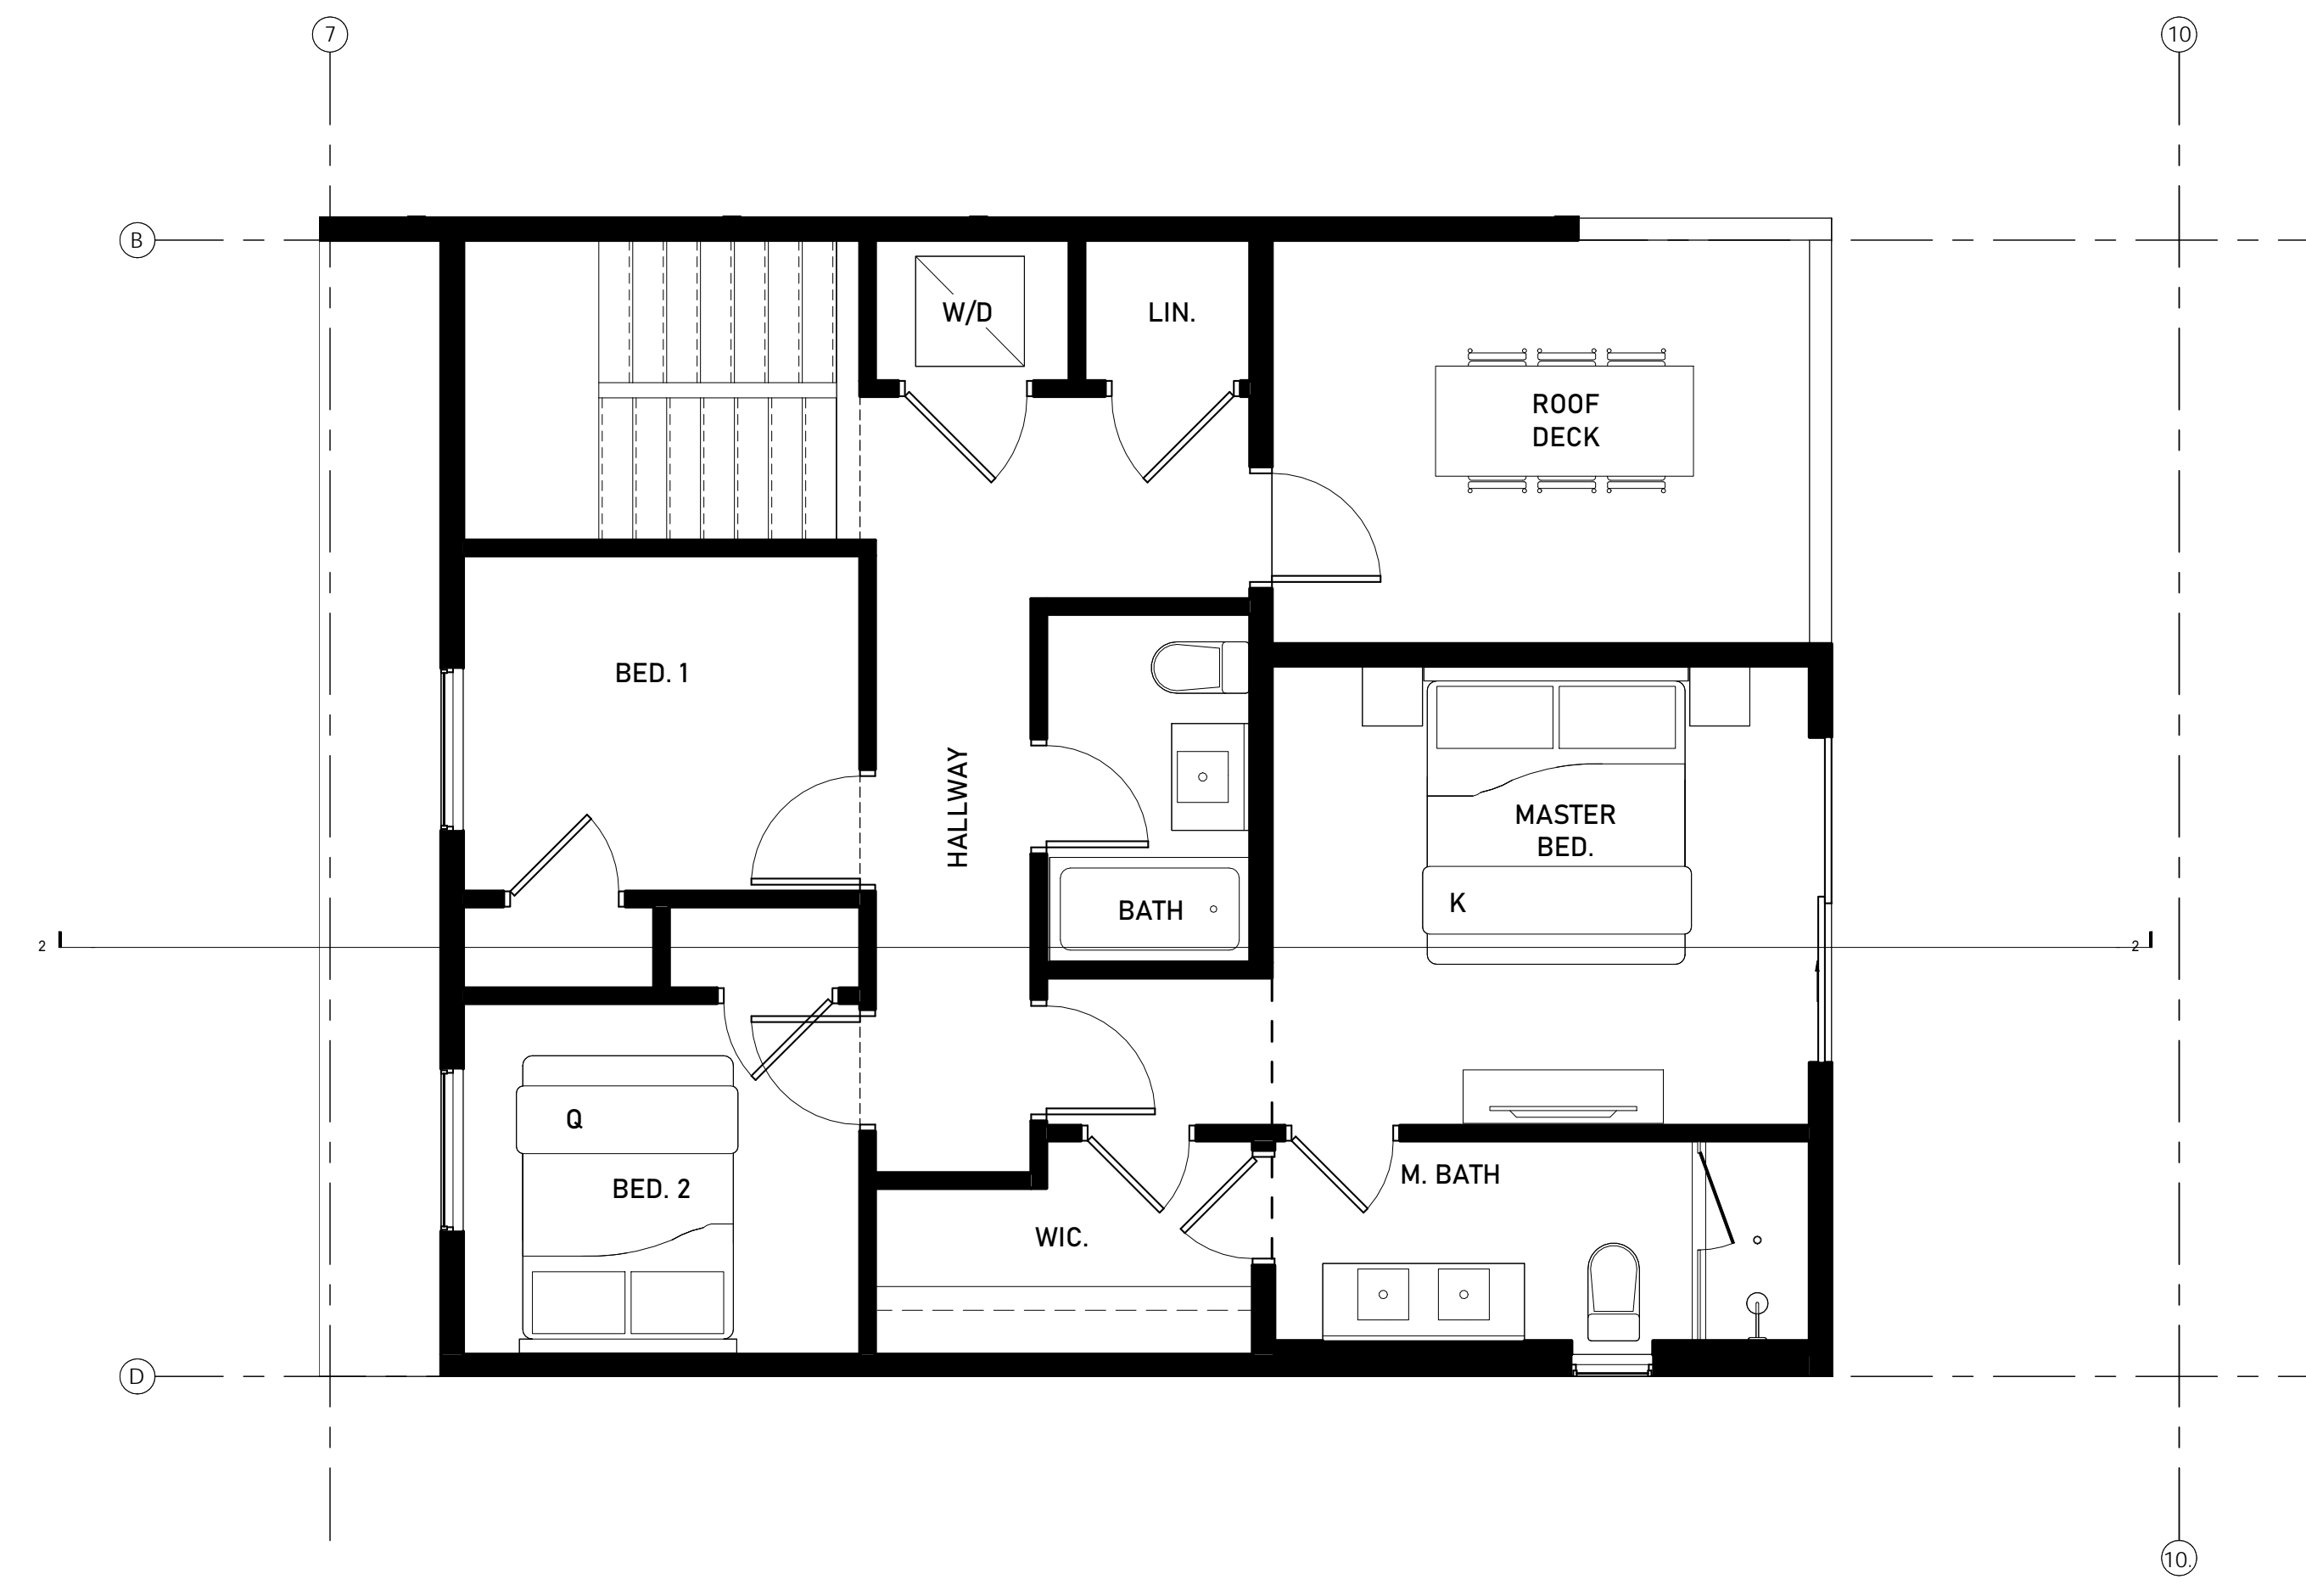 7
10
B
W/D
LIN.
ROOF
DECK
BED. 1
HALLWAY
MASTER
BED.
K
BATH
2
2
Q
BED. 2
M. BATH
WIC.
D
10.